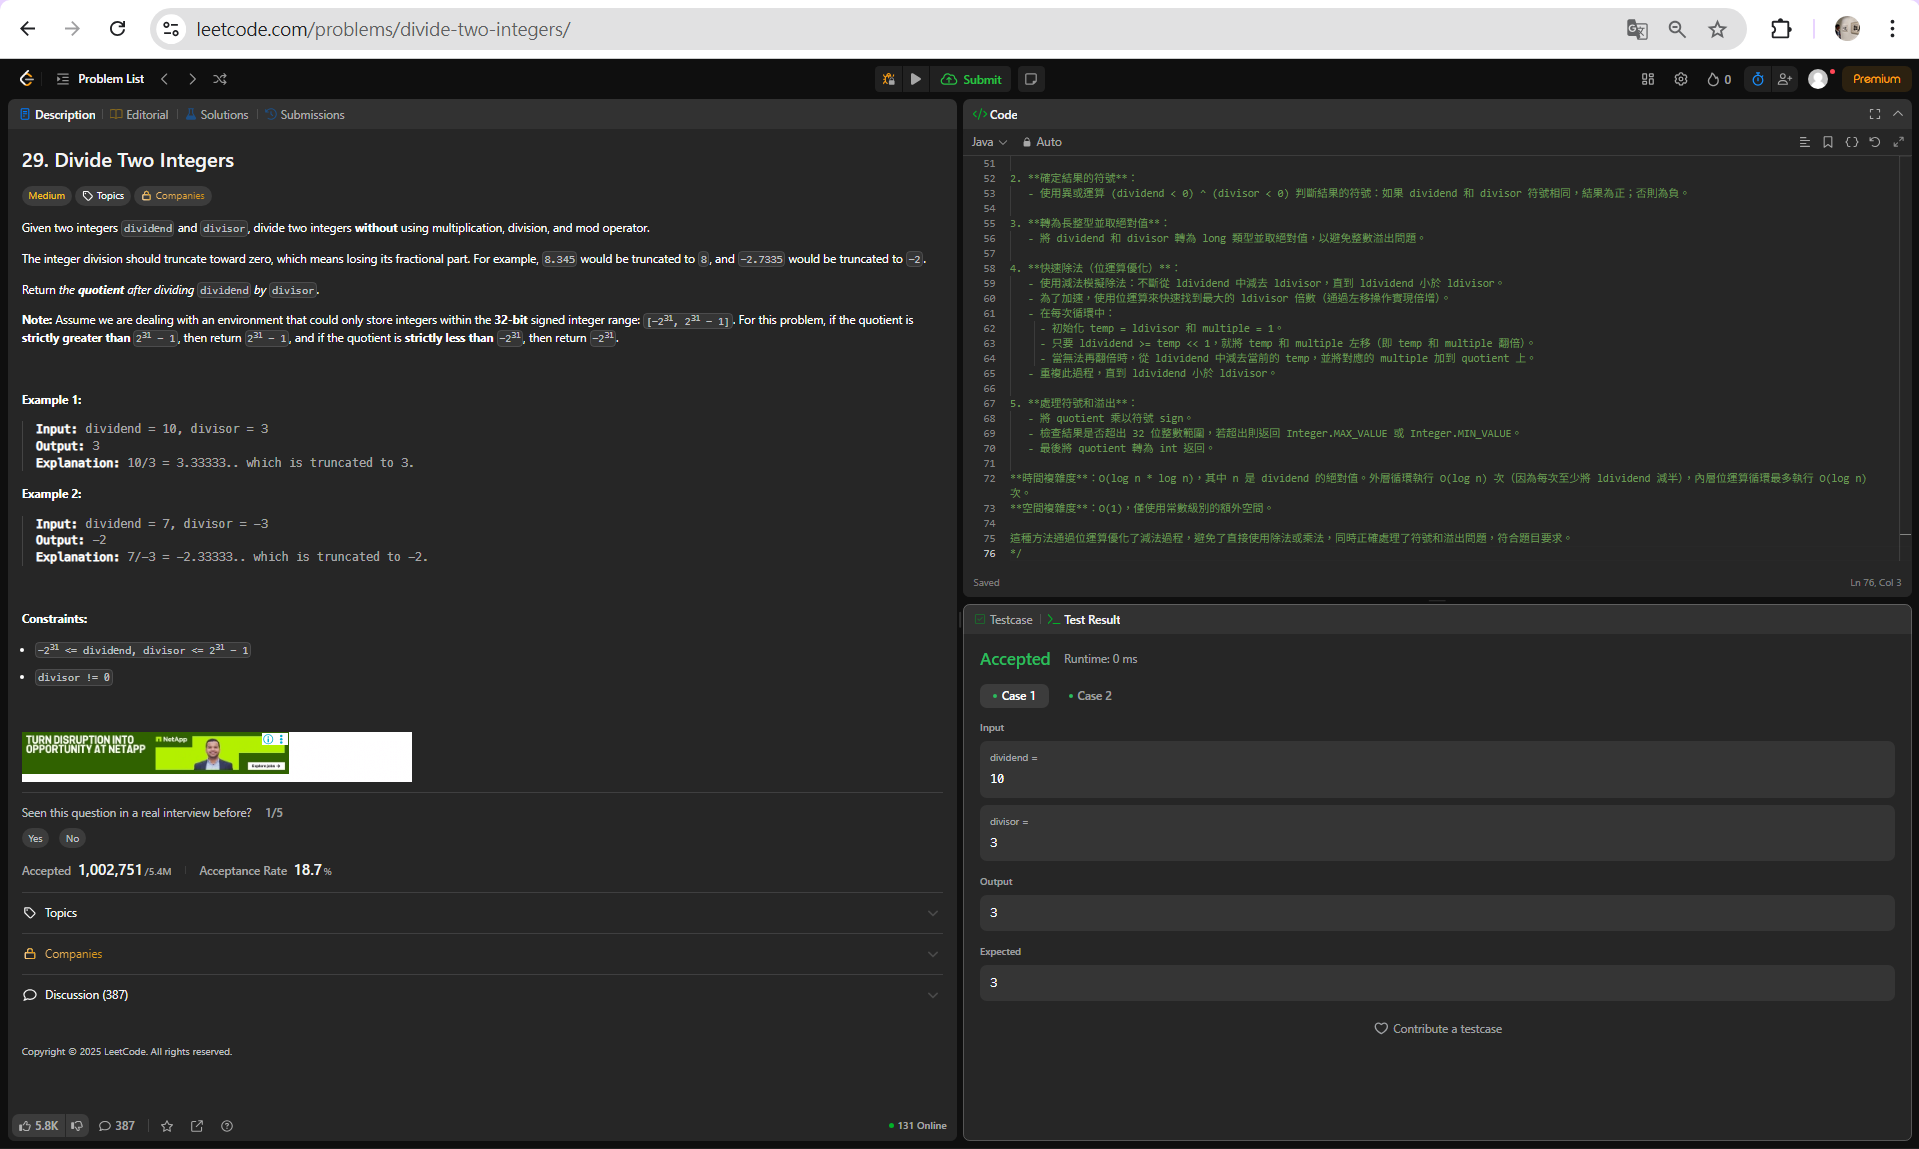 leetcode.com/problems/divide-two-integers/
Problem List
Submit
0
Premium
Description
Editorial
Solutions
Submissions
29. Divide Two Integers
Medium
Topics
Companies
Given two integers dividend and divisor, divide two integers without using multiplication, division, and mod operator.
The integer division should truncate toward zero, which means losing its fractional part. For example, 8.345 would be truncated to 8, and -2.7335 would be truncated to -2.
Return the quotient after dividing dividend by divisor.
Note: Assume we are dealing with an environment that could only store integers within the 32-bit signed integer range: [−2³¹, 2³¹ − 1]. For this problem, if the quotient is
strictly greater than 2³¹ − 1, then return 2³¹ − 1, and if the quotient is strictly less than −2³¹, then return −2³¹.
Example 1:
Input: dividend = 10, divisor = 3
Output: 3
Explanation: 10/3 = 3.33333.. which is truncated to 3.
Example 2:
Input: dividend = 7, divisor = -3
Output: -2
Explanation: 7/-3 = -2.33333.. which is truncated to -2.
Constraints:
−2³¹ <= dividend, divisor <= 2³¹ − 1
divisor != 0
TURN DISRUPTION INTO
OPPORTUNITY AT NETAPP
NetApp
Explore jobs
Seen this question in a real interview before? 1/5
Yes
No
Accepted 1,002,751/5.4M
Acceptance Rate 18.7%
Topics
Companies
Discussion (387)
Copyright © 2025 LeetCode. All rights reserved.
5.8K
387
131 Online
Code
Java
Auto
51
52 2. **確定結果的符號**：
53 - 使用異或運算 (dividend < 0) ^ (divisor < 0) 判斷結果的符號：如果 dividend 和 divisor 符號相同，結果為正；否則為負。
54
55 3. **轉為長整型並取絕對值**：
56 - 將 dividend 和 divisor 轉為 long 類型並取絕對值，以避免整數溢出問題。
57
58 4. **快速除法（位運算優化）**：
59 - 使用減法模擬除法：不斷從 ldividend 中減去 ldivisor，直到 ldividend 小於 ldivisor。
60 - 為了加速，使用位運算來快速找到最大的 ldivisor 倍數（通過左移操作實現倍增）。
61 - 在每次循環中：
62 - 初始化 temp = ldivisor 和 multiple = 1。
63 - 只要 ldividend >= temp << 1，就將 temp 和 multiple 左移（即 temp 和 multiple 翻倍）。
64 - 當無法再翻倍時，從 ldividend 中減去當前的 temp，並將對應的 multiple 加到 quotient 上。
65 - 重複此過程，直到 ldividend 小於 ldivisor。
66
67 5. **處理符號和溢出**：
68 - 將 quotient 乘以符號 sign。
69 - 檢查結果是否超出 32 位整數範圍，若超出則返回 Integer.MAX_VALUE 或 Integer.MIN_VALUE。
70 - 最後將 quotient 轉為 int 返回。
71
72 **時間複雜度**：O(log n * log n)，其中 n 是 dividend 的絕對值。外層循環執行 O(log n) 次（因為每次至少將 ldividend 減半），內層位運算循環最多執行 O(log n)
次。
73 **空間複雜度**：O(1)，僅使用常數級別的額外空間。
74
75 這種方法通過位運算優化了減法過程，避免了直接使用除法或乘法，同時正確處理了符號和溢出問題，符合題目要求。
76 */
Saved
Ln 76, Col 3
Testcase
Test Result
Accepted
Runtime: 0 ms
Case 1
Case 2
Input
dividend =
10
divisor =
3
Output
3
Expected
3
Contribute a testcase